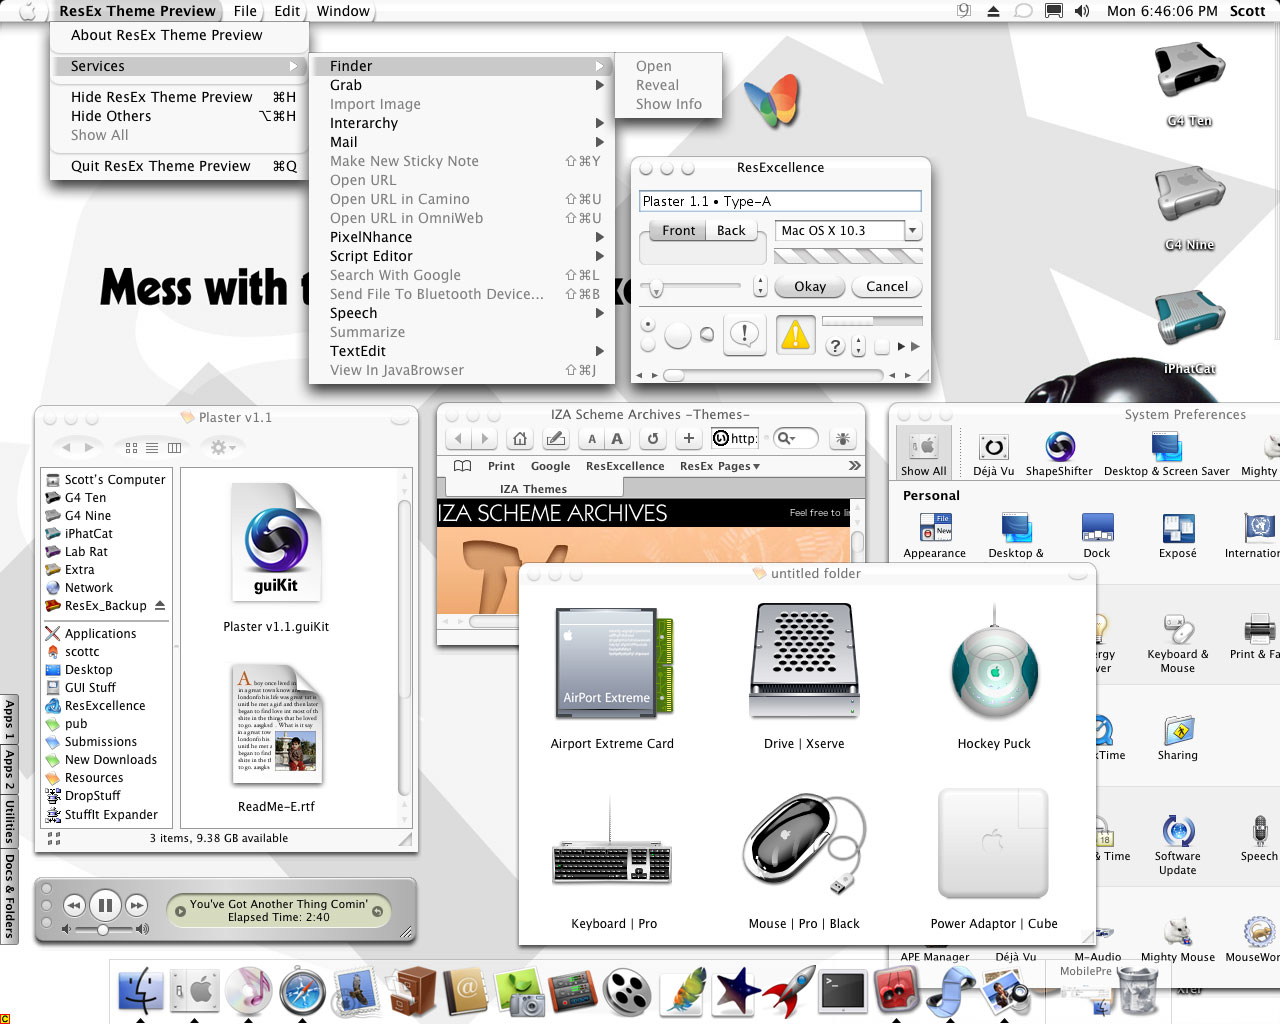 ResEx Theme Preview File Edit Window
Mon 6:46:06 PM Scott
About ResEx Theme Preview
Services
Hide ResEx Theme Preview ⌘H
Hide Others ⌥⌘H
Show All
Quit ResEx Theme Preview ⌘Q
Finder
Grab
Import Image
Interarchy
Mail
Make New Sticky Note ⇧⌘Y
Open URL
Open URL in Camino ⇧⌘U
Open URL in OmniWeb ⇧⌘U
PixelNhance
Script Editor
Search With Google ⇧⌘L
Send File To Bluetooth Device... ⇧⌘B
Speech
Summarize
TextEdit
View In JavaBrowser ⇧⌘J
Open
Reveal
Show Info
G4 Ten
G4 Nine
iPhatCat
Mess with t
ResExcellence
Plaster 1.1 • Type-A
Front Back
Mac OS X 10.3
Okay Cancel
Plaster v1.1
Scott's Computer
G4 Ten
G4 Nine
iPhatCat
Lab Rat
Extra
Network
ResEx_Backup
Applications
scottc
Desktop
GUI Stuff
ResExcellence
pub
Submissions
New Downloads
Resources
DropStuff
StuffIt Expander
guiKit
Plaster v1.1.guiKit
ReadMe-E.rtf
3 items, 9.38 GB available
IZA Scheme Archives -Themes-
A A
http:
Print Google ResExcellence ResEx Pages
IZA Themes
IZA SCHEME ARCHIVES
Feel free to li
System Preferences
Show All Déjà Vu ShapeShifter Desktop & Screen Saver Mighty
Personal
File
New
Appearance Desktop & Dock Exposé Internatio
ergy
ver
Keyboard &
Mouse
Print & Fa
kTime
Sharing
18
& Time
Software
Update
Speech
APE Manager Déjà Vu M-Audio Mighty Mouse MouseWor
MobilePre
Xter
untitled folder
AirPort Extreme
Airport Extreme Card
Drive | Xserve
Hockey Puck
Keyboard | Pro
Mouse | Pro | Black
Power Adaptor | Cube
Apps 1
Apps 2
Utilities
Docs & Folders
You've Got Another Thing Comin'
Elapsed Time: 2:40